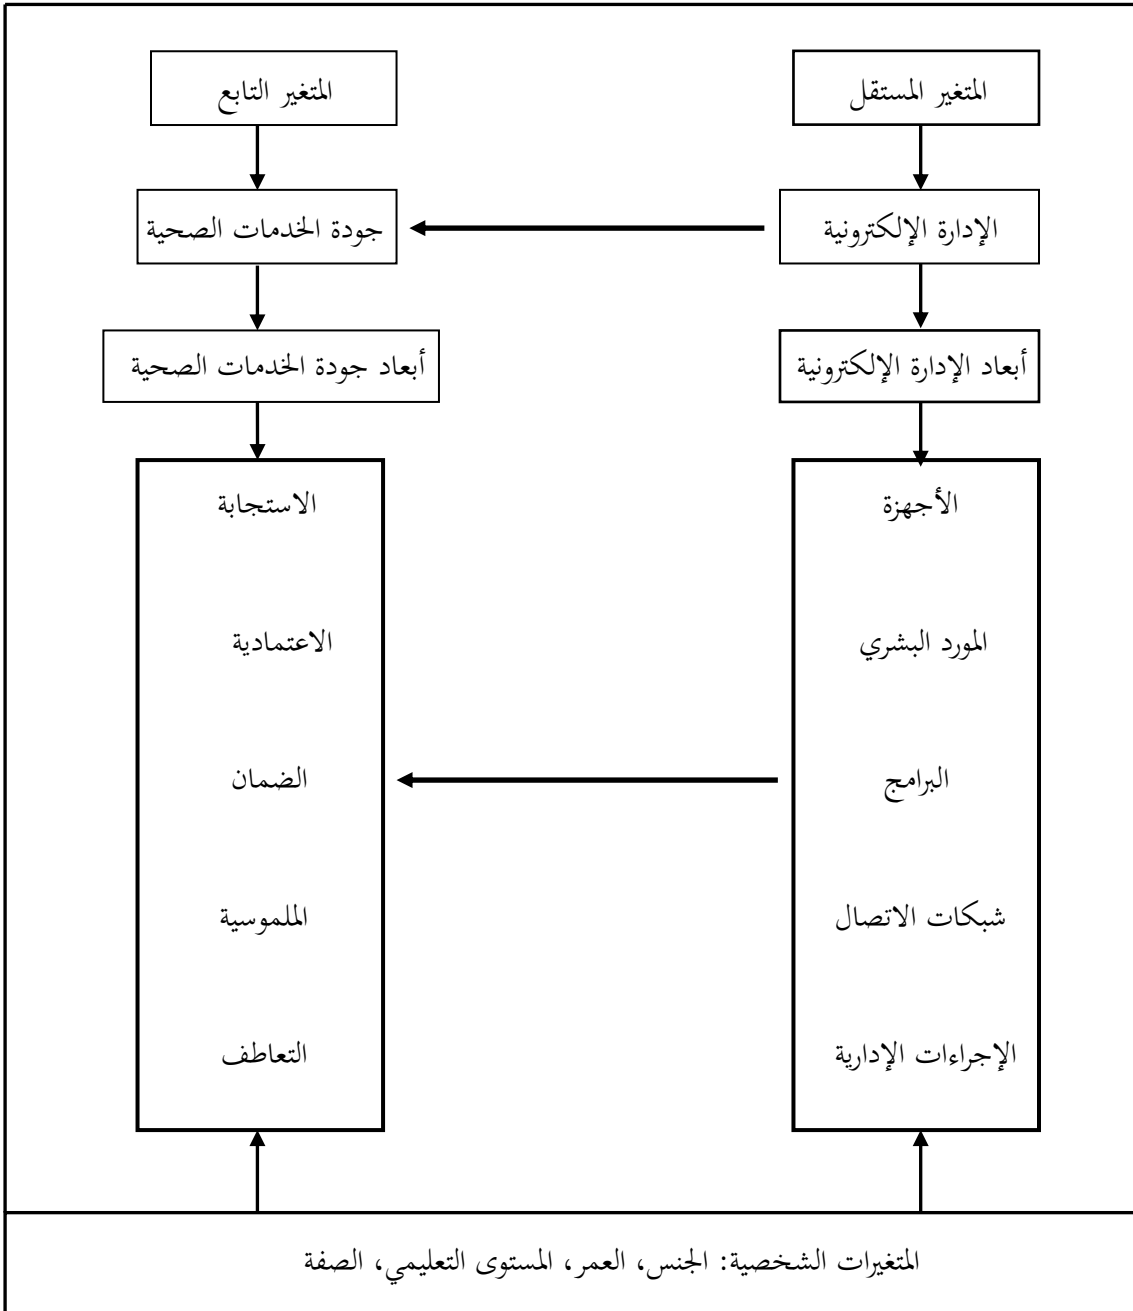 المتغير المستقل
المتغير التابع
الإدارة الإلكترونية
جودة الخدمات الصحية
أبعاد الإدارة الإلكترونية
أبعاد جودة الخدمات الصحية
الأجهزة
الاستجابة
المورد البشري
الاعتمادية
البرامج
الضمان
شبكات الاتصال
الملموسية
الإجراءات الإدارية
التعاطف
المتغيرات الشخصية: الجنس، العمر، المستوى التعليمي، الصفة